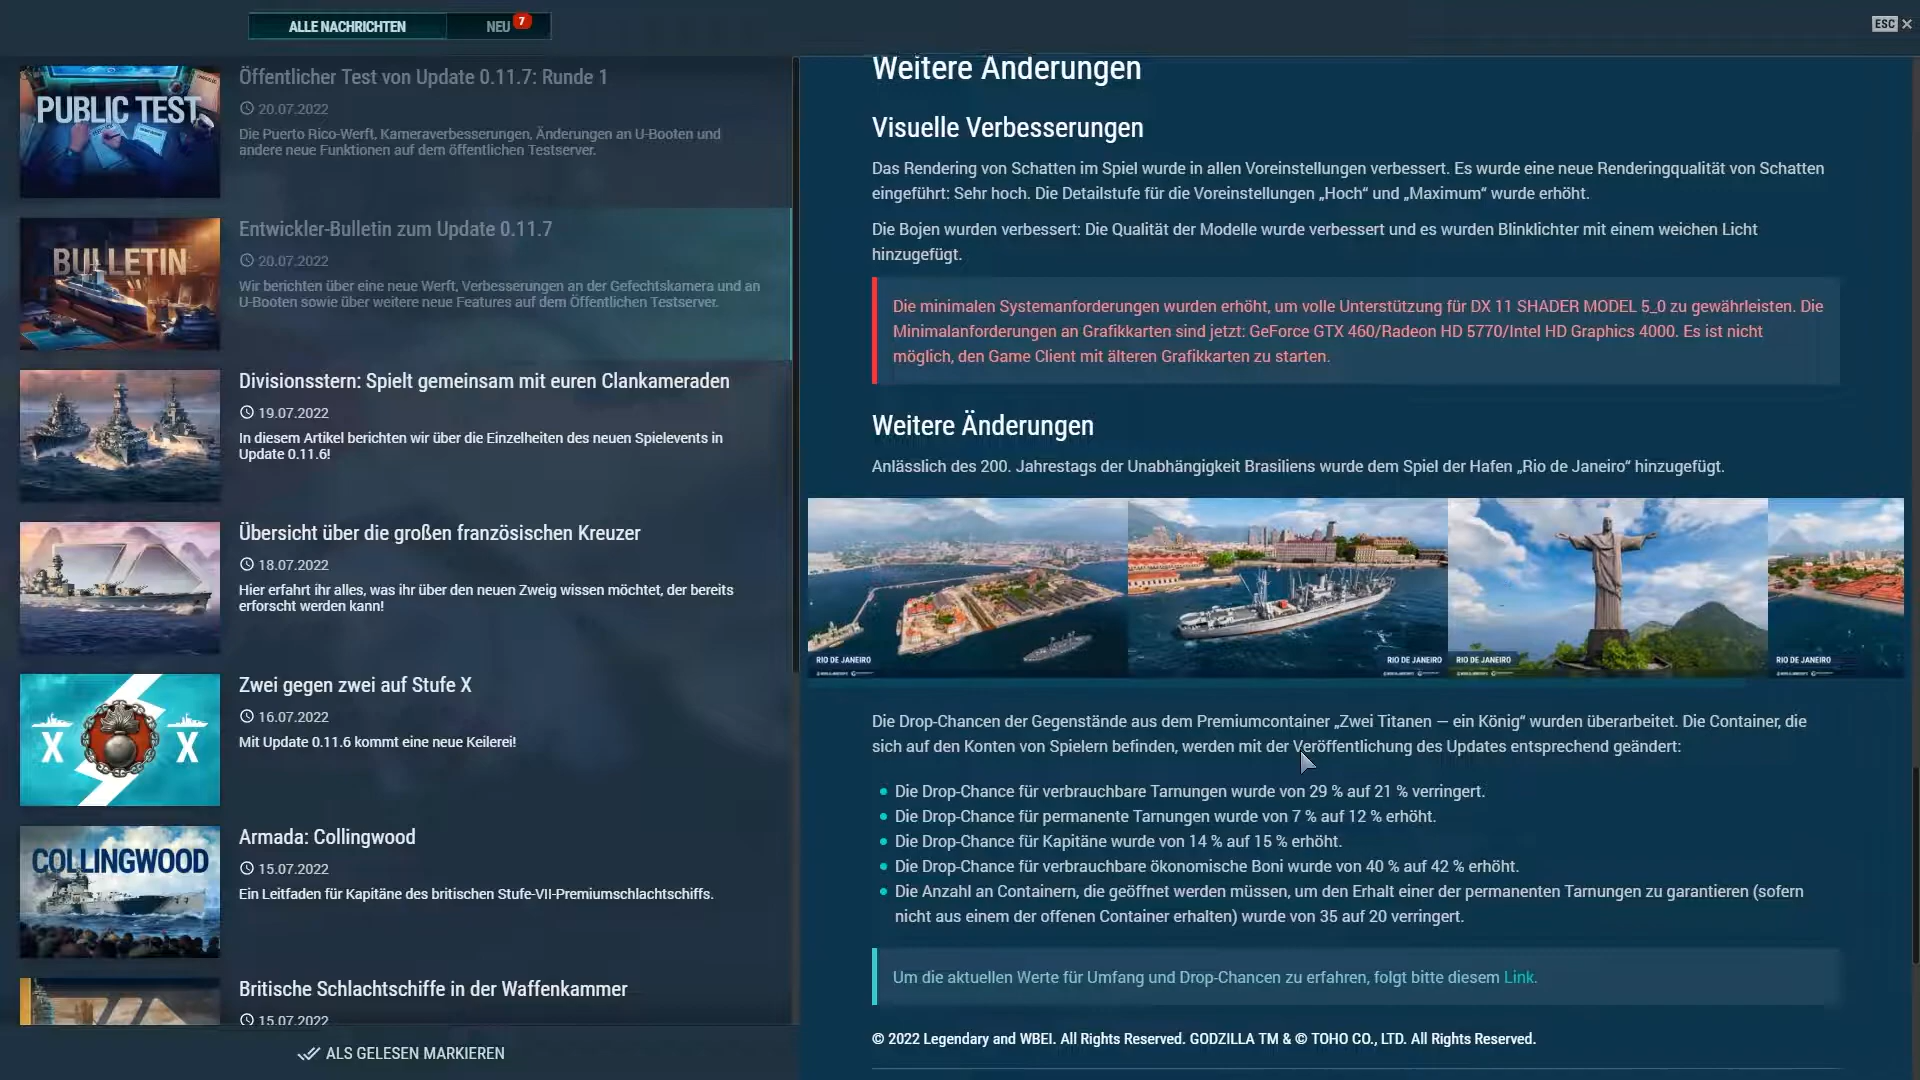 ALLE NACHRICHTEN
NEU
7
ESC
PUBLIC TEST
Öffentlicher Test von Update 0.11.7: Runde 1
20.07.2022
Die Puerto Rico-Werft, Kameraverbesserungen, Änderungen an U-Booten und
andere neue Funktionen auf dem öffentlichen Testserver.
BULLETIN
Entwickler-Bulletin zum Update 0.11.7
20.07.2022
Wir berichten über eine neue Werft, Verbesserungen an der Gefechtskamera und an
U-Booten sowie über weitere neue Features auf dem Öffentlichen Testserver.
Divisionsstern: Spielt gemeinsam mit euren Clankameraden
19.07.2022
In diesem Artikel berichten wir über die Einzelheiten des neuen Spielevents in
Update 0.11.6!
Übersicht über die großen französischen Kreuzer
18.07.2022
Hier erfahrt ihr alles, was ihr über den neuen Zweig wissen möchtet, der bereits
erforscht werden kann!
X X
Zwei gegen zwei auf Stufe X
16.07.2022
Mit Update 0.11.6 kommt eine neue Keilerei!
COLLINGWOOD
Armada: Collingwood
15.07.2022
Ein Leitfaden für Kapitäne des britischen Stufe-VII-Premiumschlachtschiffs.
Britische Schlachtschiffe in der Waffenkammer
15.07.2022
ALS GELESEN MARKIEREN
Weitere Änderungen
Visuelle Verbesserungen
Das Rendering von Schatten im Spiel wurde in allen Voreinstellungen verbessert. Es wurde eine neue Renderingqualität von Schatten
eingeführt: Sehr hoch. Die Detailstufe für die Voreinstellungen „Hoch“ und „Maximum“ wurde erhöht.
Die Bojen wurden verbessert: Die Qualität der Modelle wurde verbessert und es wurden Blinklichter mit einem weichen Licht
hinzugefügt.
Die minimalen Systemanforderungen wurden erhöht, um volle Unterstützung für DX 11 SHADER MODEL 5_0 zu gewährleisten. Die
Minimalanforderungen an Grafikkarten sind jetzt: GeForce GTX 460/Radeon HD 5770/Intel HD Graphics 4000. Es ist nicht
möglich, den Game Client mit älteren Grafikkarten zu starten.
Weitere Änderungen
Anlässlich des 200. Jahrestags der Unabhängigkeit Brasiliens wurde dem Spiel der Hafen „Rio de Janeiro“ hinzugefügt.
RIO DE JANEIRO
RIO DE JANEIRO
RIO DE JANEIRO
RIO DE JANEIRO
Die Drop-Chancen der Gegenstände aus dem Premiumcontainer „Zwei Titanen — ein König“ wurden überarbeitet. Die Container, die
sich auf den Konten von Spielern befinden, werden mit der Veröffentlichung des Updates entsprechend geändert:
Die Drop-Chance für verbrauchbare Tarnungen wurde von 29 % auf 21 % verringert.
Die Drop-Chance für permanente Tarnungen wurde von 7 % auf 12 % erhöht.
Die Drop-Chance für Kapitäne wurde von 14 % auf 15 % erhöht.
Die Drop-Chance für verbrauchbare ökonomische Boni wurde von 40 % auf 42 % erhöht.
Die Anzahl an Containern, die geöffnet werden müssen, um den Erhalt einer der permanenten Tarnungen zu garantieren (sofern
nicht aus einem der offenen Container erhalten) wurde von 35 auf 20 verringert.
Um die aktuellen Werte für Umfang und Drop-Chancen zu erfahren, folgt bitte diesem Link.
© 2022 Legendary and WBEI. All Rights Reserved. GODZILLA TM & © TOHO CO., LTD. All Rights Reserved.